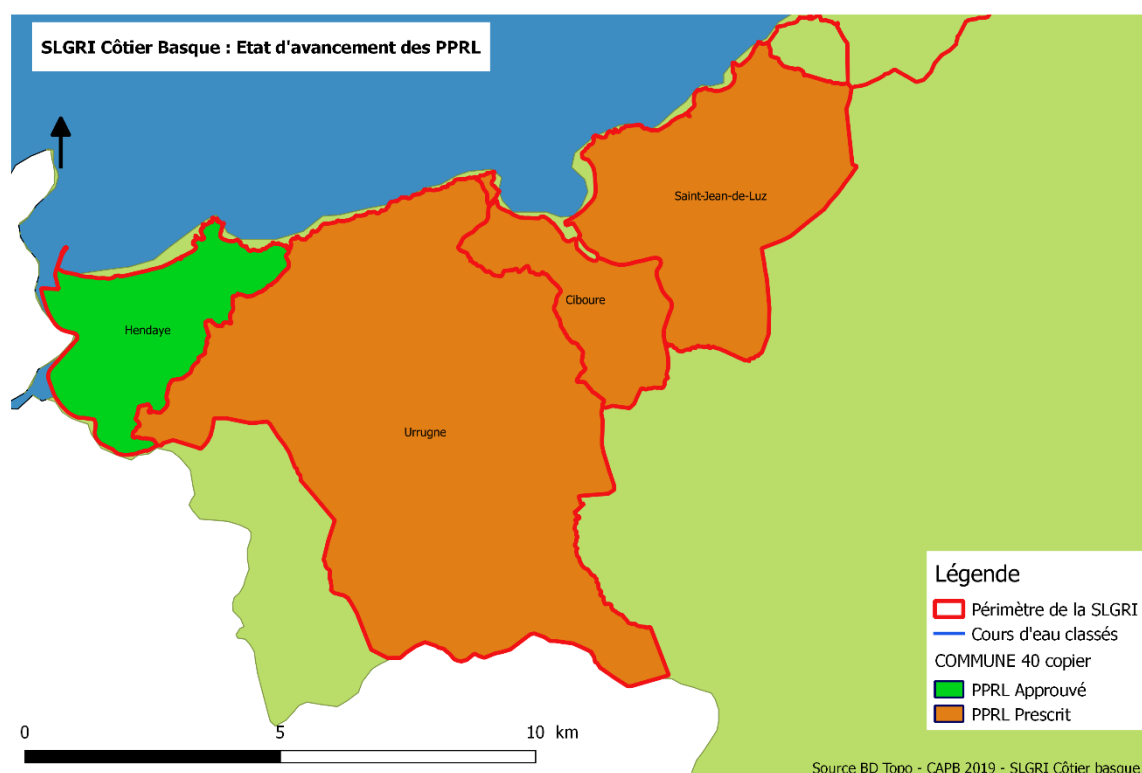 SLGRI Côtier Basque : Etat d'avancement des PPRL
Saint-Jean-de-Luz
Ciboure
Hendaye
Urrugne
Légende
Périmètre de la SLGRI
Cours d'eau classés
COMMUNE 40 copier
PPRL Approuvé
PPRL Prescrit
0 5 10 km
Source BD Topo - CAPB 2019 - SLGRI Côtier basque